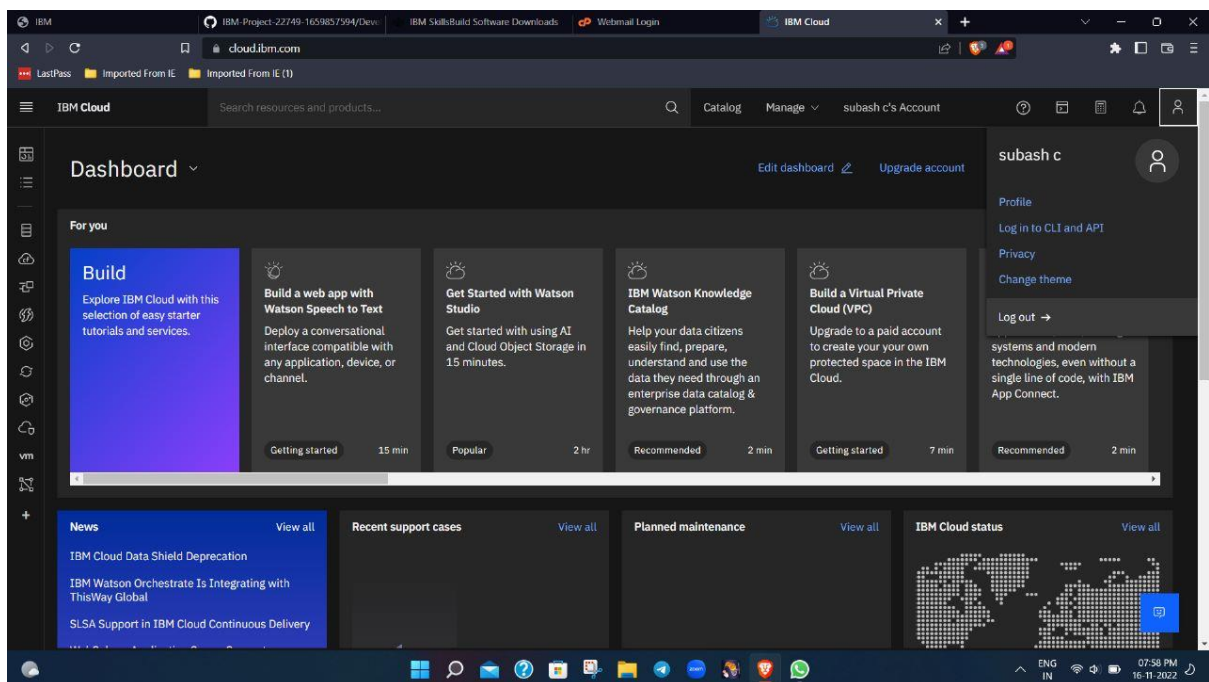 IBM
IBM-Project-22749-1659857594/Deve
IBM SkillsBuild Software Downloads
cP Webmail Login
IBM Cloud
cloud.ibm.com
LastPass
Imported From IE
Imported From IE (1)
IBM Cloud
Search resources and products...
Catalog
Manage
subash c's Account
subash c
Profile
Log in to CLI and API
Privacy
Change theme
Log out →
Dashboard
Edit dashboard
Upgrade account
For you
Build
Explore IBM Cloud with this
selection of easy starter
tutorials and services.
Build a web app with
Watson Speech to Text
Deploy a conversational
interface compatible with
any application, device, or
channel.
Getting started 15 min
Get Started with Watson
Studio
Get started with using AI
and Cloud Object Storage in
15 minutes.
Popular 2 hr
IBM Watson Knowledge
Catalog
Help your data citizens
easily find, prepare,
understand and use the
data they need through an
enterprise data catalog &
governance platform.
Recommended 2 min
Build a Virtual Private
Cloud (VPC)
Upgrade to a paid account
to create your your own
protected space in the IBM
Cloud.
Getting started 7 min
systems and modern
technologies, even without a
single line of code, with IBM
App Connect.
Recommended 2 min
vm
News
View all
IBM Cloud Data Shield Deprecation
IBM Watson Orchestrate Is Integrating with
ThisWay Global
SLSA Support in IBM Cloud Continuous Delivery
Recent support cases
View all
Planned maintenance
View all
IBM Cloud status
View all
zoom
ENG
IN
07:58 PM
16-11-2022